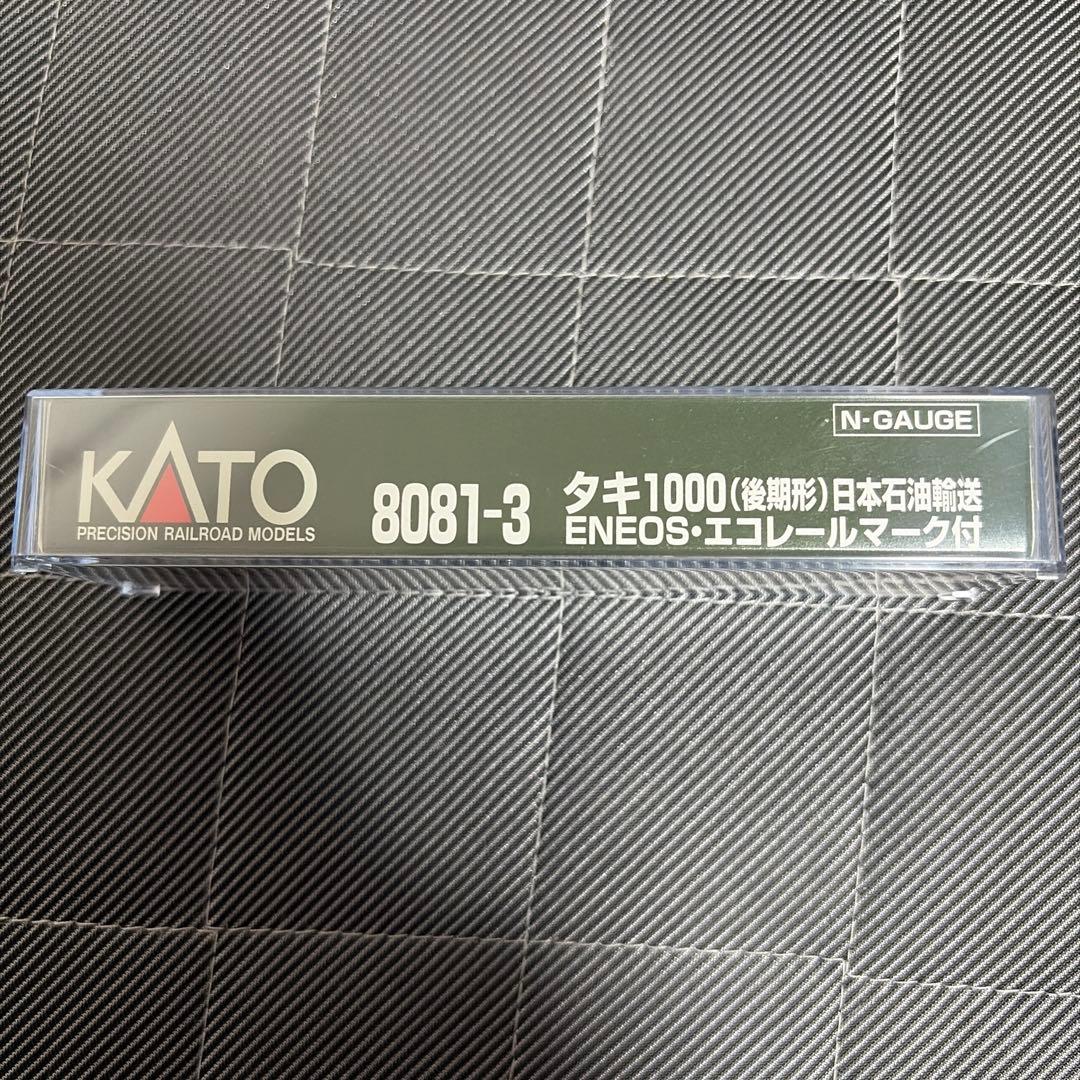 N-GAUGE
KATO
PRECISION RAILROAD MODELS
8081-3
タキ1000(後期形)日本石油輸送
ENEOS・エコレールマーク付